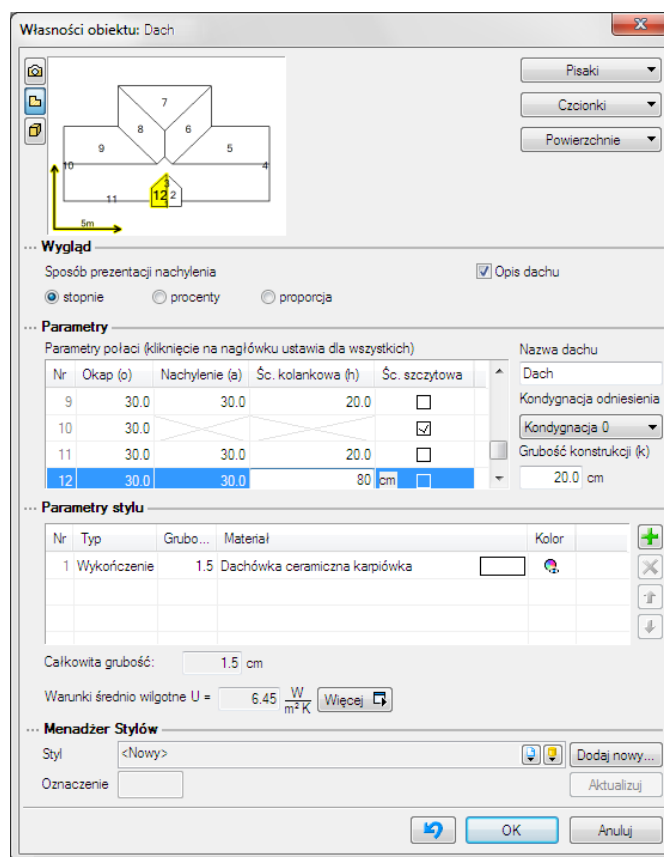 Własności obiektu: Dach
Pisaki
Czcionki
Powierzchnie
7
8 6
9 5
10 4
3
11 12 2
5m
Wygląd
Sposób prezentacji nachylenia
Opis dachu
stopnie procenty proporcja
Parametry
Parametry połaci (kliknięcie na nagłówku ustawia dla wszystkich)
Nr Okap (o) Nachylenie (a) Śc. kolankowa (h) Śc. szczytowa
9 30.0 30.0 20.0
10 30.0
11 30.0 30.0 20.0
12 30.0 30.0 80 cm
Nazwa dachu
Dach
Kondygnacja odniesienia
Kondygnacja 0
Grubość konstrukcji (k)
20.0 cm
Parametry stylu
Nr Typ Grubo... Materiał Kolor
1 Wykończenie 1.5 Dachówka ceramiczna karpiówka
Całkowita grubość: 1.5 cm
Warunki średnio wilgotne U = 6.45 W/m² K Więcej
Menadżer Stylów
Styl <Nowy> Dodaj nowy...
Oznaczenie Aktualizuj
OK Anuluj